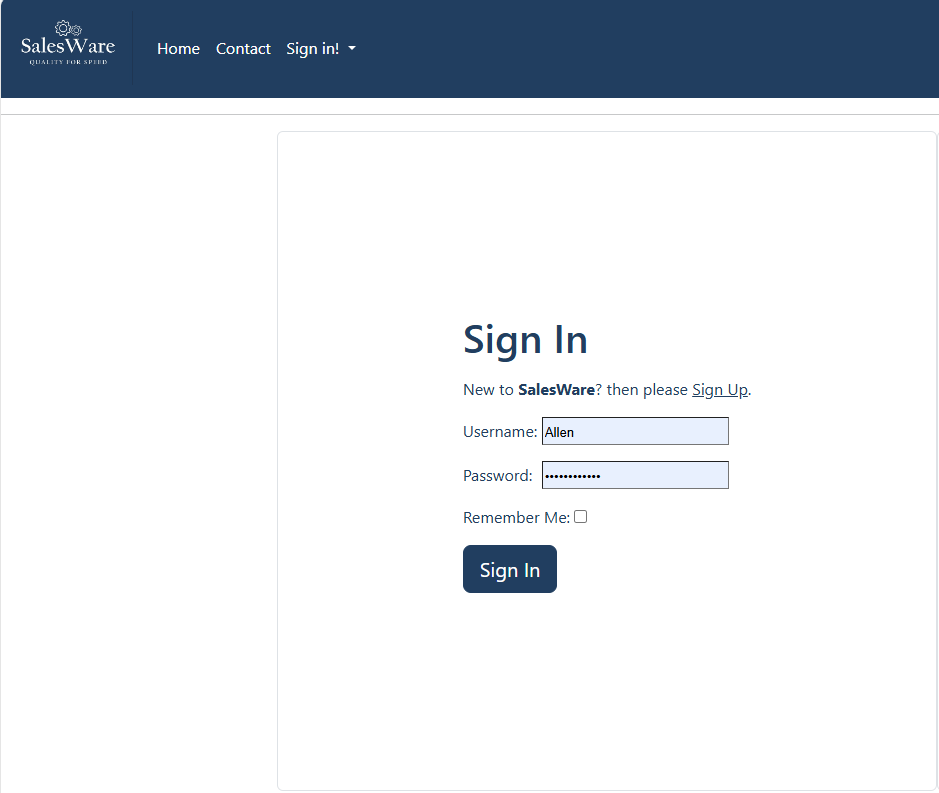 SalesWare
QUALITY FOR SPEED
Home Contact Sign in!
Sign In
New to SalesWare? then please Sign Up.
Username: Allen
Password: ••••••••••••
Remember Me:
Sign In